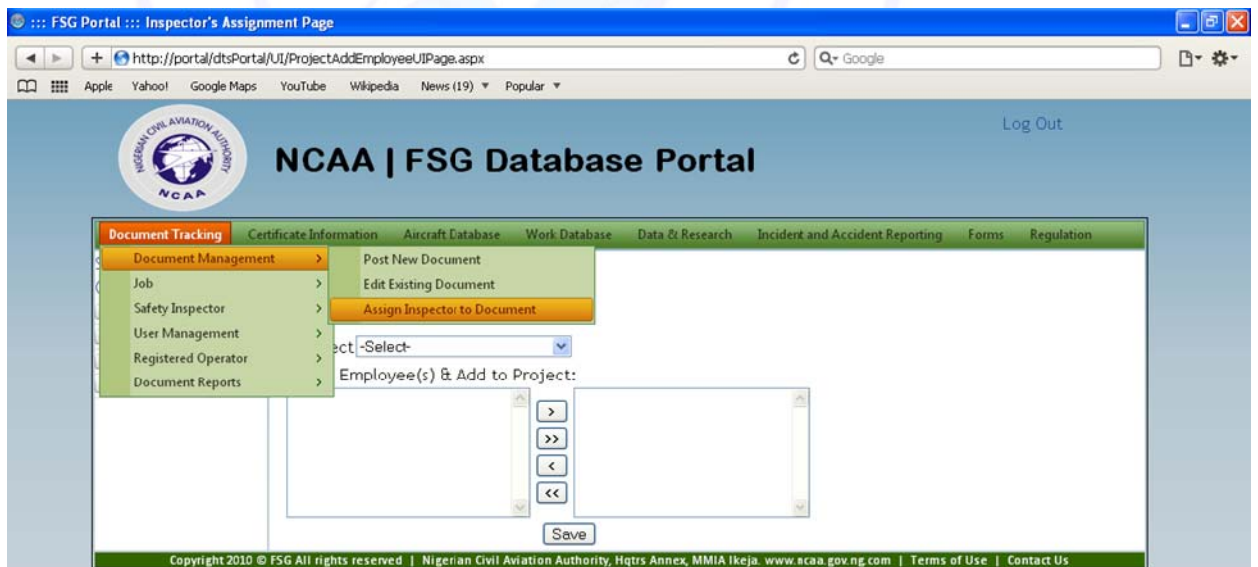 ::: FSG Portal ::: Inspector's Assignment Page
http://portal/dtsPortal/UI/ProjectAddEmployeeUIPage.aspx
Google
Apple Yahoo! Google Maps YouTube Wikipedia News (19) Popular
NIGERIAN CIVIL AVIATION AUTHORITY
NCAA
Log Out
NCAA | FSG Database Portal
Document Tracking Certificate Information Aircraft Database Work Database Data & Research Incident and Accident Reporting Forms Regulation
Document Management > Post New Document
Job > Edit Existing Document
Safety Inspector > Assign Inspector to Document
User Management >
Registered Operator > ect -Select-
Document Reports > Employee(s) & Add to Project:
>
>>
<
<<
Save
Copyright 2010 © FSG All rights reserved | Nigerian Civil Aviation Authority, Hqtrs Annex, MMIA Ikeja. www.ncaa.gov.ng.com | Terms of Use | Contact Us